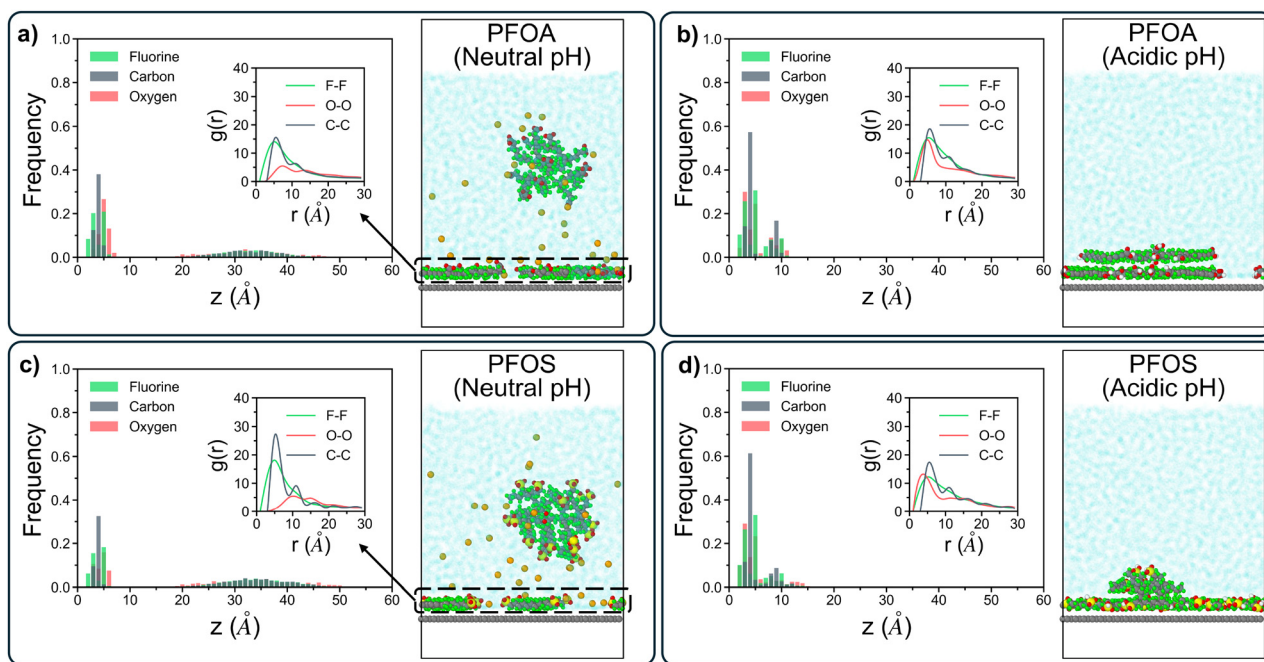 a)
PFOA
(Neutral pH)
Frequency
1.0
0.8
0.6
0.4
0.2
0.0
Fluorine
Carbon
Oxygen
g(r)
40
30
20
10
0
F-F
O-O
C-C
0 10 20 30
r (Å)
0 10 20 30 40 50 60
z (Å)
b)
PFOA
(Acidic pH)
Frequency
1.0
0.8
0.6
0.4
0.2
0.0
Fluorine
Carbon
Oxygen
g(r)
40
30
20
10
0
F-F
O-O
C-C
0 10 20 30
r (Å)
0 10 20 30 40 50 60
z (Å)
c)
PFOS
(Neutral pH)
Frequency
1.0
0.8
0.6
0.4
0.2
0.0
Fluorine
Carbon
Oxygen
g(r)
40
30
20
10
0
F-F
O-O
C-C
0 10 20 30
r (Å)
0 10 20 30 40 50 60
z (Å)
d)
PFOS
(Acidic pH)
Frequency
1.0
0.8
0.6
0.4
0.2
0.0
Fluorine
Carbon
Oxygen
g(r)
40
30
20
10
0
F-F
O-O
C-C
0 10 20 30
r (Å)
0 10 20 30 40 50 60
z (Å)